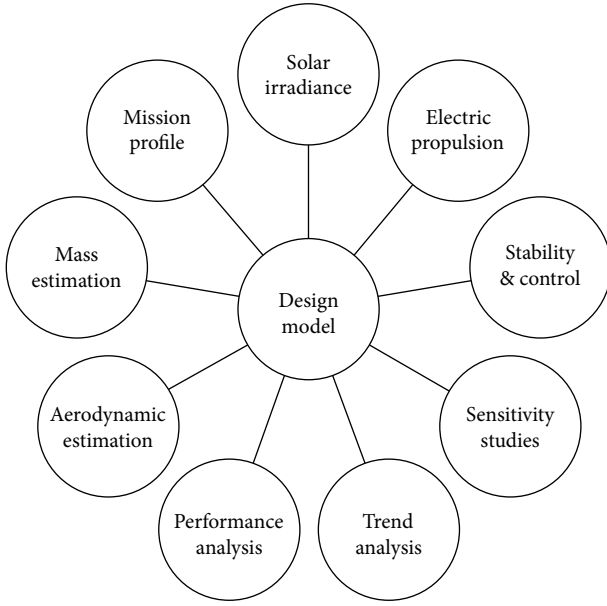 Solar
irradiance
Electric
propulsion
Stability
& control
Sensitivity
studies
Trend
analysis
Performance
analysis
Aerodynamic
estimation
Mass
estimation
Mission
profile
Design
model